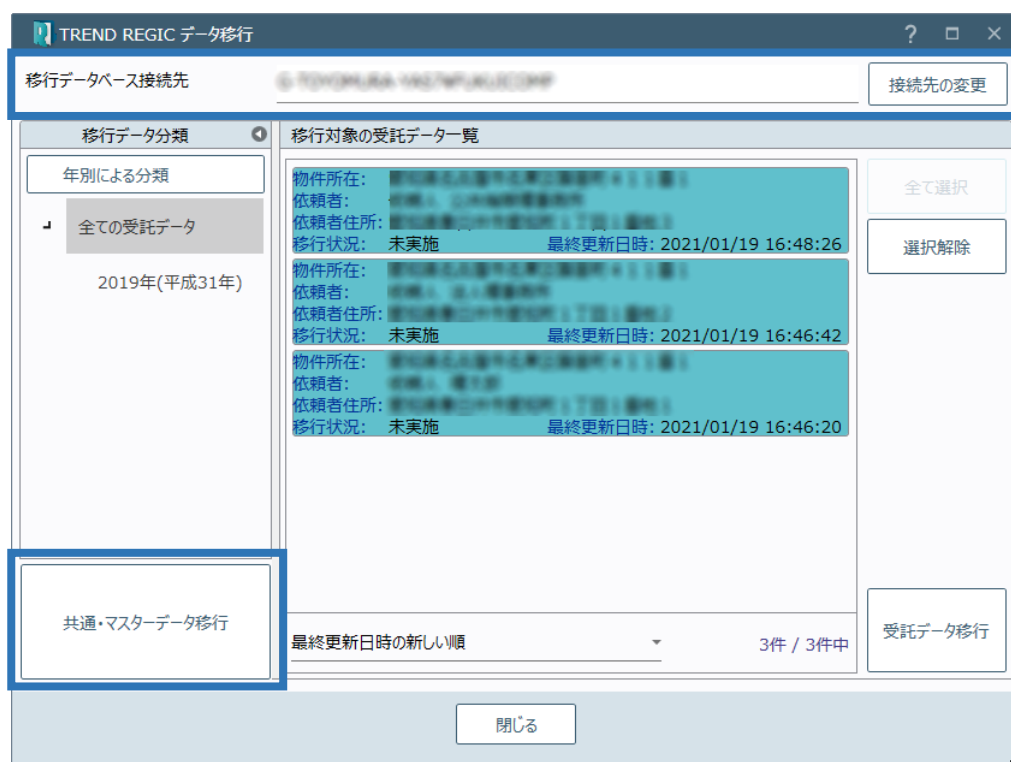 TREND REGIC データ移行
移行データベース接続先
接続先の変更
移行データ分類
年別による分類
全ての受託データ
2019年(平成31年)
共通・マスターデータ移行
移行対象の受託データ一覧
物件所在:
依頼者:
依頼者住所:
移行状況: 未実施 最終更新日時: 2021/01/19 16:48:26
物件所在:
依頼者:
依頼者住所:
移行状況: 未実施 最終更新日時: 2021/01/19 16:46:42
物件所在:
依頼者:
依頼者住所:
移行状況: 未実施 最終更新日時: 2021/01/19 16:46:20
最終更新日時の新しい順
3件 / 3件中
全て選択
選択解除
受託データ移行
閉じる